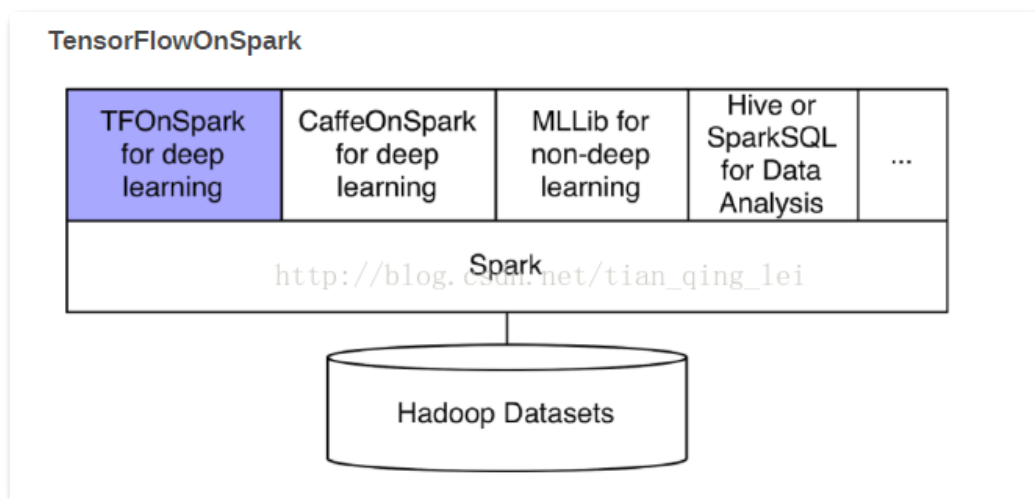 TensorFlowOnSpark
TFOnSpark
for deep
learning
CaffeOnSpark
for deep
learning
MLLib for
non-deep
learning
Hive or
SparkSQL
for Data
Analysis
...
Spark
http://blog.csdn.net/tian_qing_lei
Hadoop Datasets